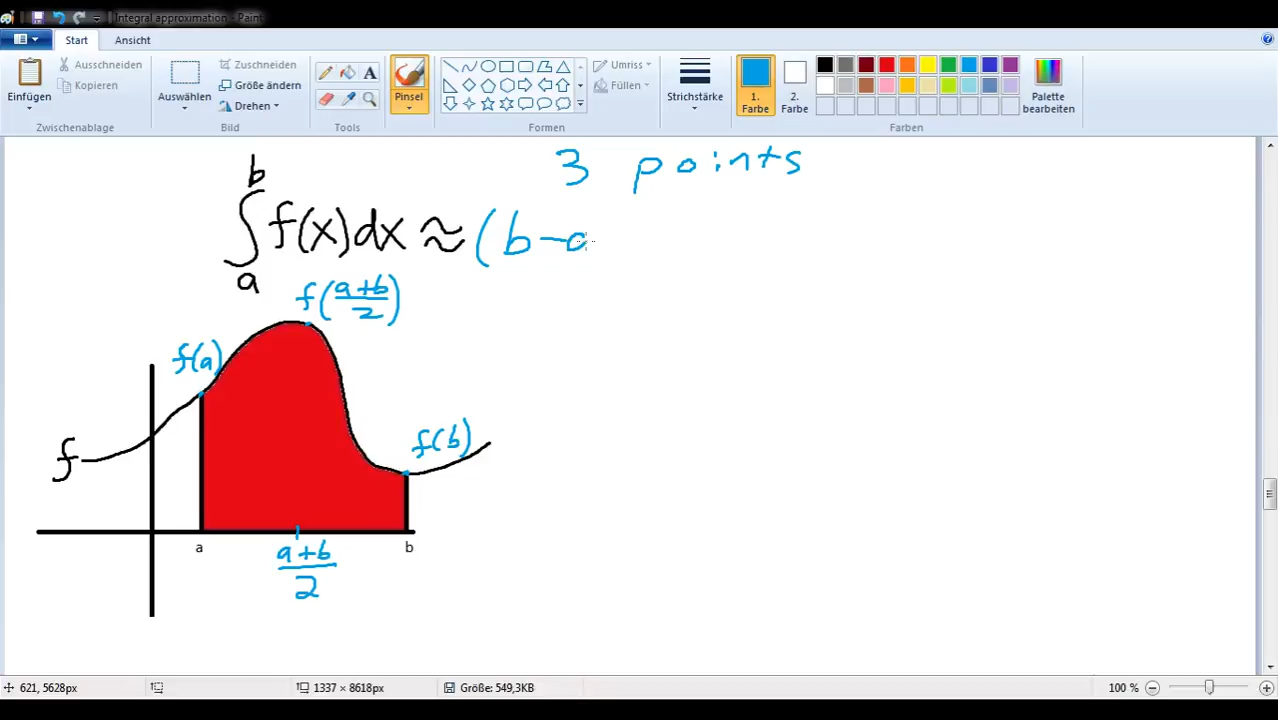 Integral approximation - Paint
Start Ansicht
Einfügen
Ausschneiden
Kopieren
Zwischenablage
Auswählen
Zuschneiden
Größe ändern
Drehen
Bild
A
Tools
Pinsel
Umriss
Füllen
Formen
Strichstärke
1. Farbe
2. Farbe
Palette bearbeiten
Farben
3 points
∫_a^b f(x)dx ≈ (b-a
f((a+b)/2)
f(a)
f(b)
f
a
b
(a+b)/2
621, 5628px
1337 × 8618px
Größe: 549,3KB
100 %